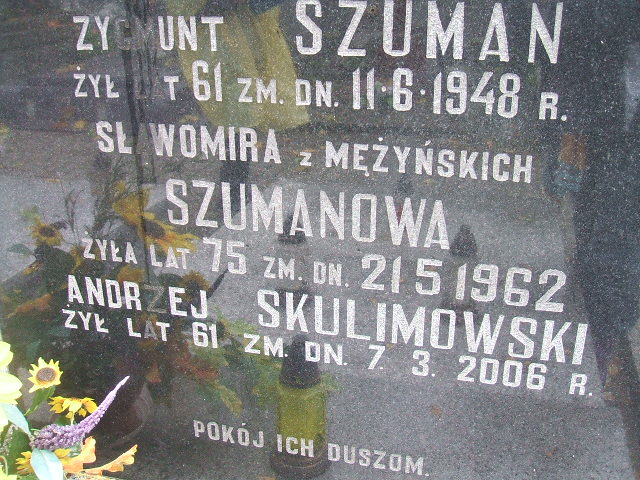 ZYGMUNT SZUMAN
ŻYŁ LAT 61 ZM. DN. 11·6·1948 R.
SŁAWOMIRA z MĘŻYŃSKICH
SZUMANOWA
ŻYŁA LAT 75 ZM. DN. 21 5 1962
ANDRZEJ SKULIMOWSKI
ŻYŁ LAT 61 ZM. DN. 7. 3. 2006 R.
POKÓJ ICH DUSZOM.